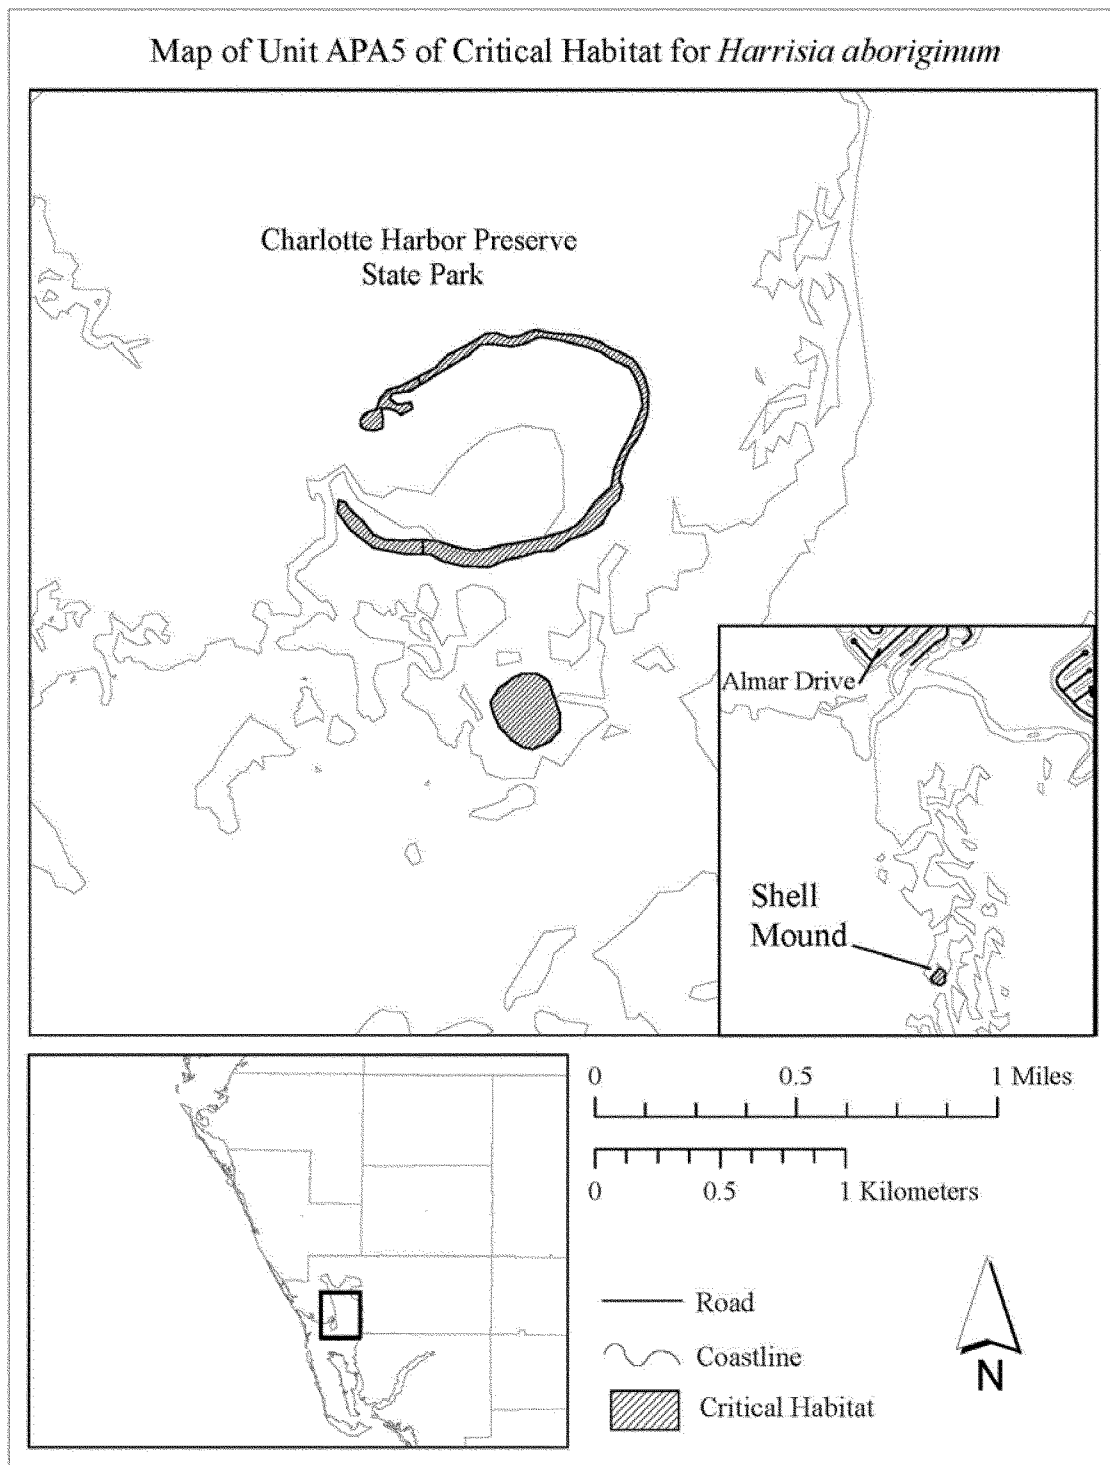 Map of Unit APA5 of Critical Habitat for Harrisia aboriginum
Charlotte Harbor Preserve
State Park
Almar Drive
Shell
Mound
0 0.5 1 Miles
0 0.5 1 Kilometers
Road
Coastline
Critical Habitat
N